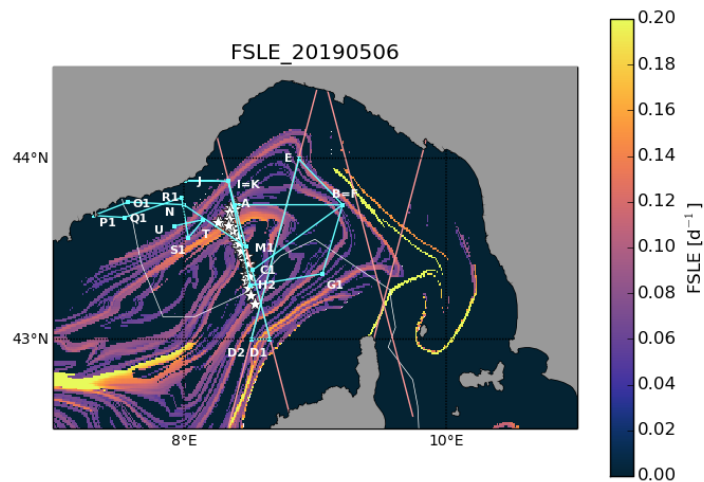 FSLE_20190506
0.20
0.18
0.16
0.14
0.12
0.10
0.08
0.06
0.04
0.02
0.00
FSLE [d⁻¹]
44°N
43°N
8°E
10°E
E
J
I=K
B=F
R1
O1
A
N
P1
Q1
U
T
S1
M1
C1
H2
G1
D2
D1